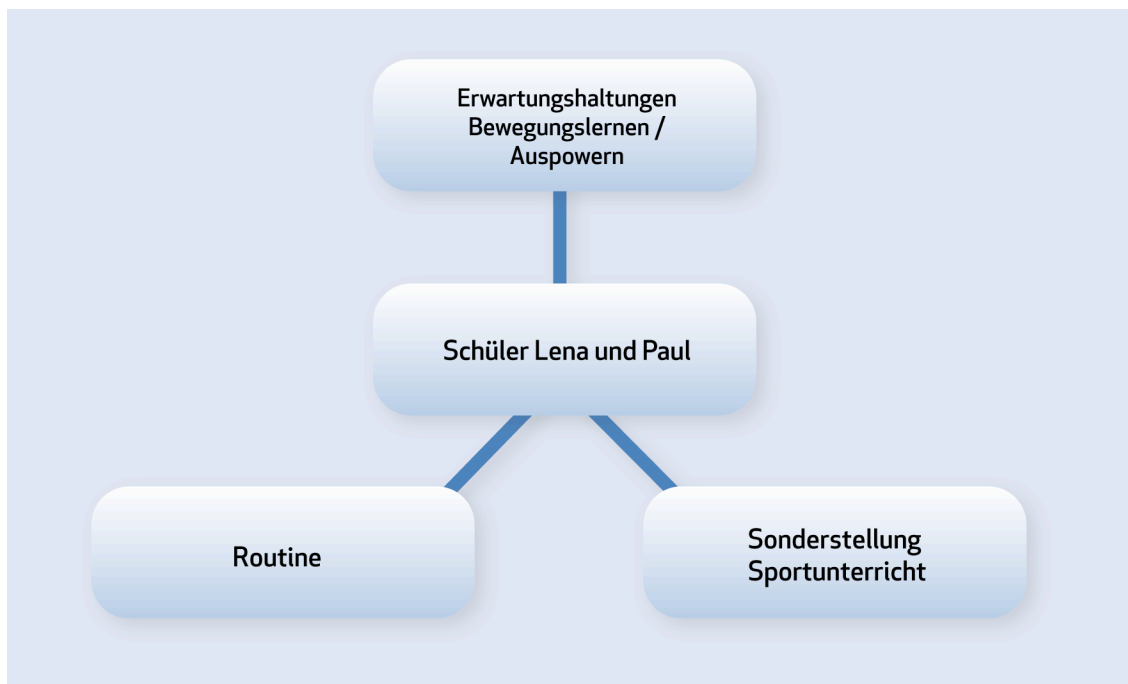 Erwartungshaltungen
Bewegungslernen /
Auspowern
Schüler Lena und Paul
Routine
Sonderstellung
Sportunterricht